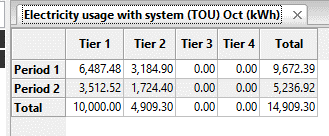 Electricity usage with system (TOU) Oct (kWh)
Tier 1 Tier 2 Tier 3 Tier 4 Total
Period 1 6,487.48 3,184.90 0.00 0.00 9,672.39
Period 2 3,512.52 1,724.40 0.00 0.00 5,236.92
Total 10,000.00 4,909.30 0.00 0.00 14,909.30